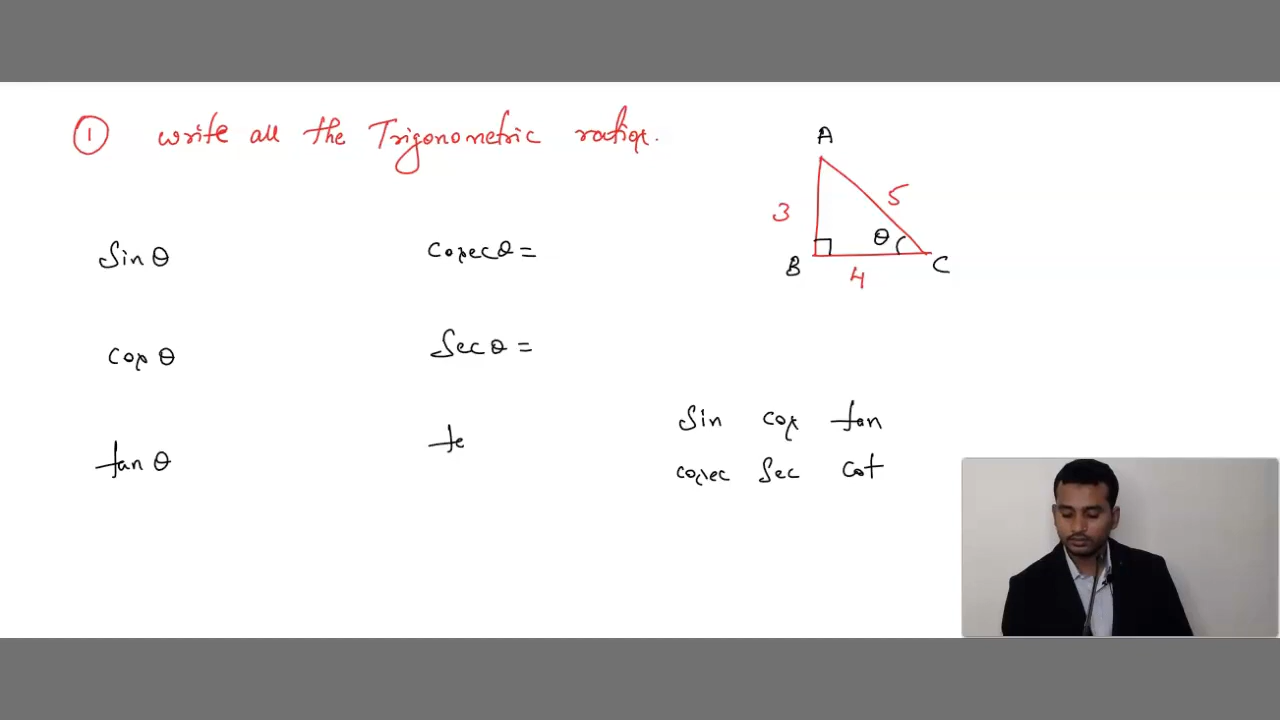 ① write all the Trigonometric ratios.
A
3
5
θ
B
4
C
Sin θ
cosec θ =
cos θ
Sec θ =
tan θ
te
Sin cos tan
cosec Sec cot